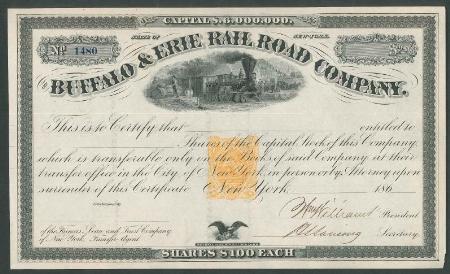 CAPITAL $.6,000,000.
No 1480
STATE OF NEW-YORK.
BUFFALO & ERIE RAIL ROAD COMPANY.
This is to Certify that entitled to
Shares of the Capital Stock of this Company,
which is transferable only on the Books of said Company at their
transfer office in the City of New York in person or by Attorney upon
surrender of this Certificate New York 186
President
of the Farmers Loan and Trust Company
of New York, Transfer Agent
Secretary.
SHARES $100 EACH